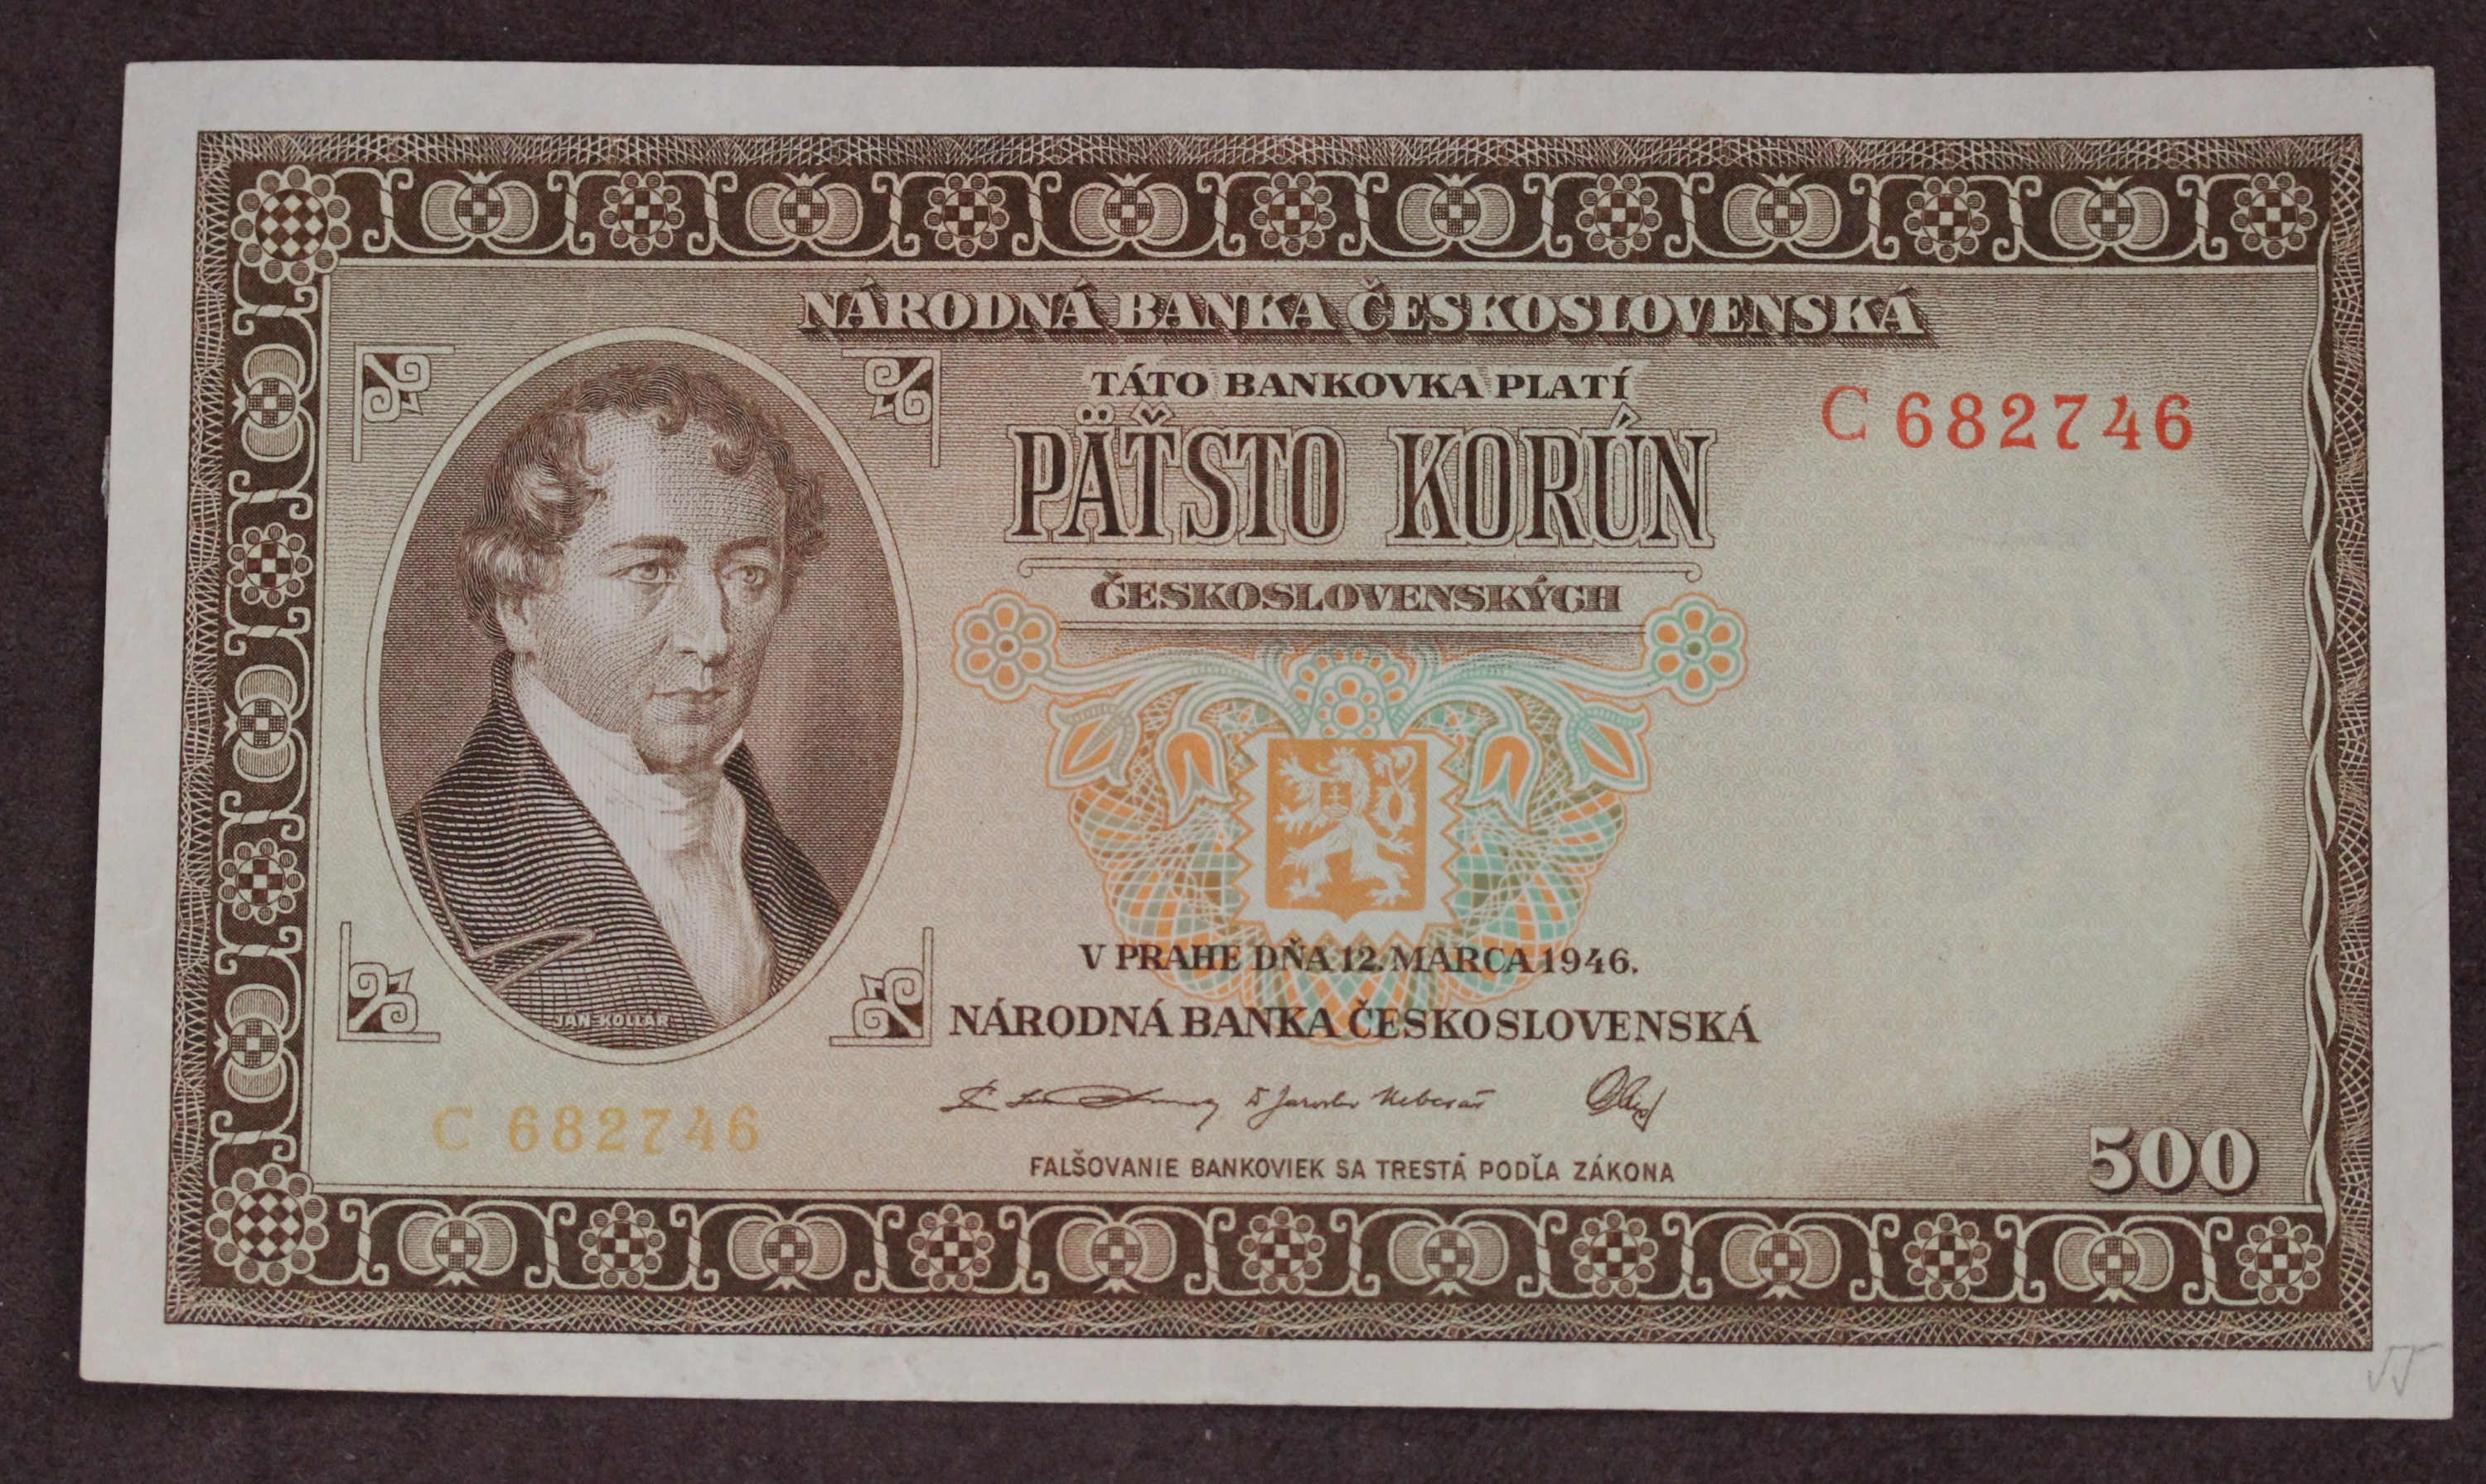 NÁRODNÁ BANKA ČESKOSLOVENSKÁ
TÁTO BANKOVKA PLATÍ
C 682746
PÄŤSTO KORÚN
ČESKOSLOVENSKÝCH
V PRAHE DŇA 12. MARCA 1946.
JÁN KOLLÁR
NÁRODNÁ BANKA ČESKOSLOVENSKÁ
C 682746
FALŠOVANIE BANKOVIEK SA TRESTÁ PODĽA ZÁKONA
500